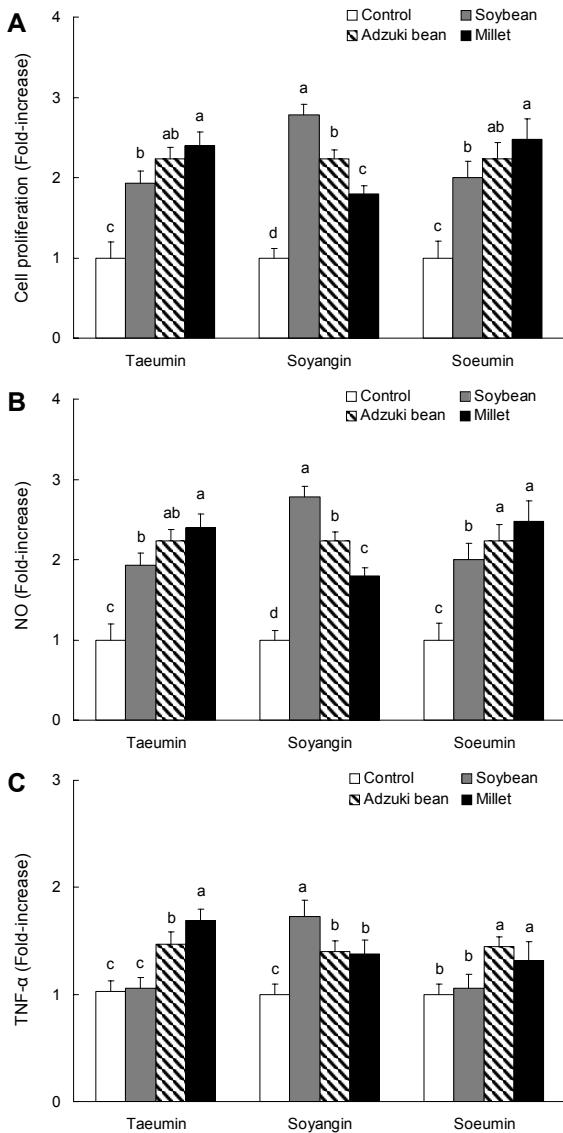 A
Control
Soybean
Adzuki bean
Millet
Cell proliferation (Fold-increase)
4
3
2
1
0
c b ab a
d a b c
c b ab a
Taeumin Soyangin Soeumin
B
Control
Soybean
Adzuki bean
Millet
NO (Fold-increase)
4
3
2
1
0
c b ab a
d a b c
c b a a
Taeumin Soyangin Soeumin
C
Control
Soybean
Adzuki bean
Millet
TNF-α (Fold-increase)
3
2
1
0
c c b a
c a b b
b b a a
Taeumin Soyangin Soeumin